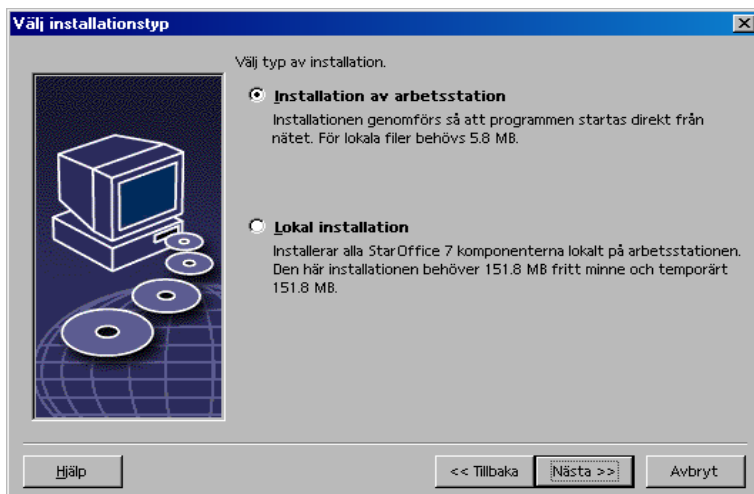 Välj installationstyp
Välj typ av installation.
Installation av arbetsstation
Installationen genomförs så att programmen startas direkt från
nätet. För lokala filer behövs 5.8 MB.
Lokal installation
Installerar alla StarOffice 7 komponenterna lokalt på arbetsstationen.
Den här installationen behöver 151.8 MB fritt minne och temporärt
151.8 MB.
Hjälp
<< Tillbaka
Nästa >>
Avbryt